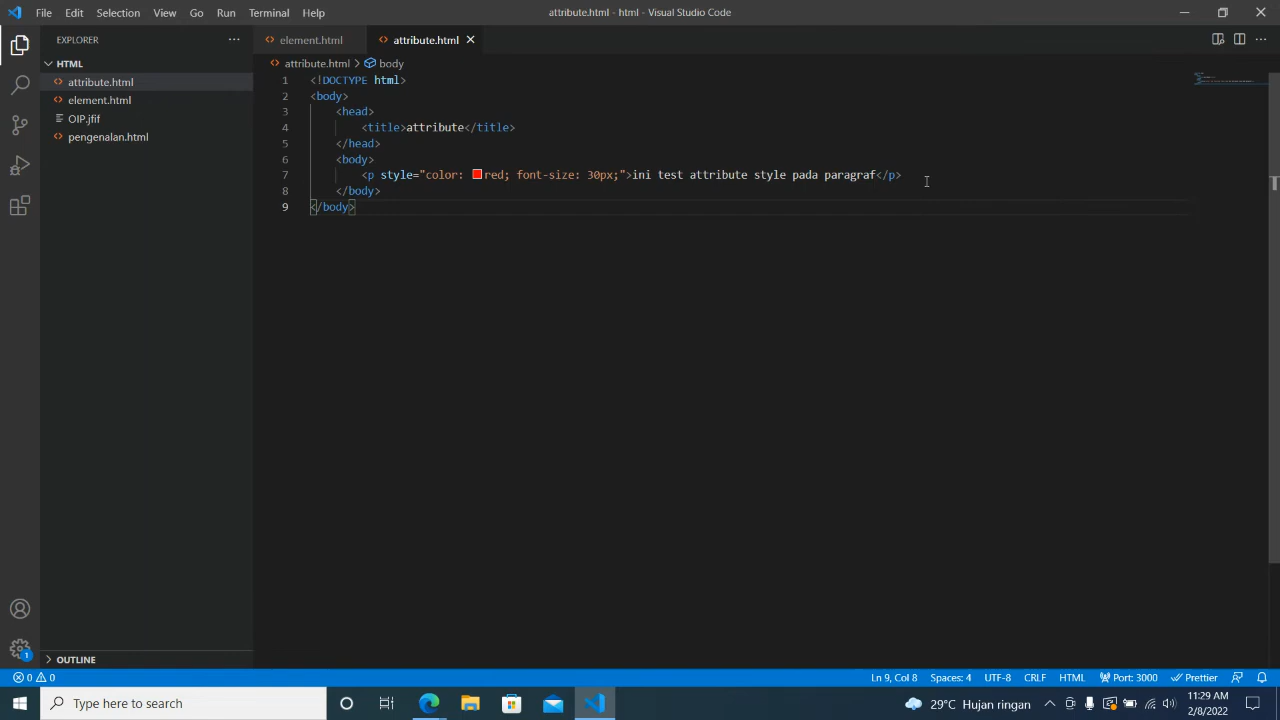 File Edit Selection View Go Run Terminal Help
attribute.html - html - Visual Studio Code
EXPLORER
HTML
attribute.html
element.html
OIP.jfif
pengenalan.html
OUTLINE
element.html
attribute.html
attribute.html > body
1 <!DOCTYPE html>
2 <body>
3 <head>
4 <title>attribute</title>
5 </head>
6 <body>
7 <p style="color: red; font-size: 30px;">ini test attribute style pada paragraf</p>
8 </body>
9 </body>
1
0 0
Ln 9, Col 8 Spaces: 4 UTF-8 CRLF HTML Port: 3000 Prettier
Type here to search
29°C Hujan ringan
11:29 AM
2/8/2022